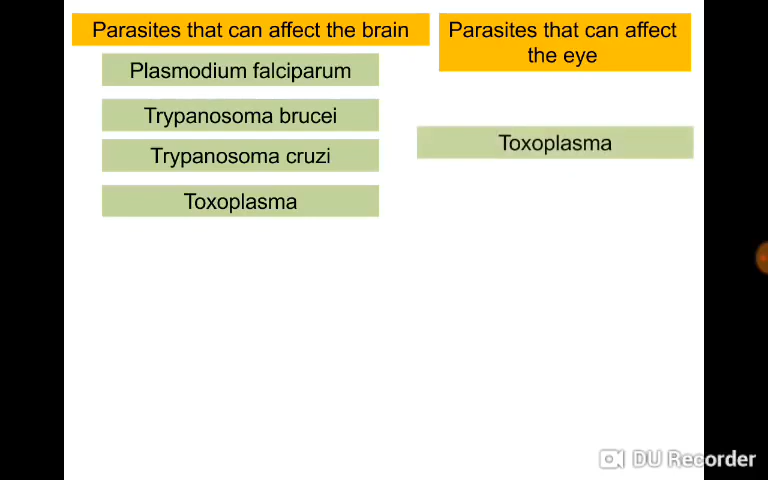 Parasites that can affect the brain
Plasmodium falciparum
Trypanosoma brucei
Trypanosoma cruzi
Toxoplasma
Parasites that can affect
the eye
Toxoplasma
DU Recorder